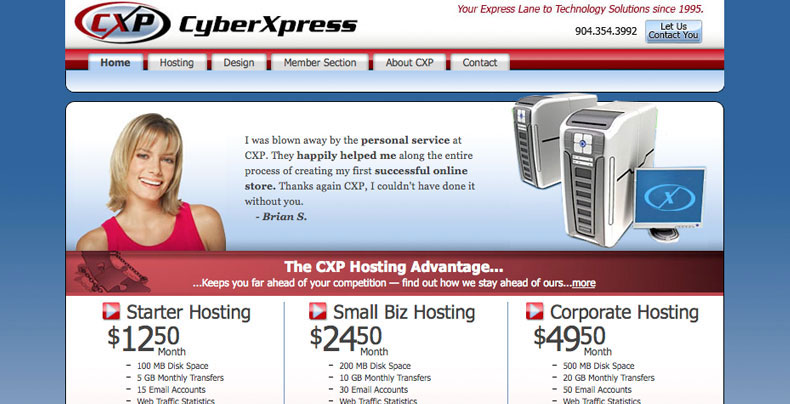 Your Express Lane to Technology Solutions since 1995.
CXP CyberXpress
904.354.3992
Let Us
Contact You
Home Hosting Design Member Section About CXP Contact
I was blown away by the personal service at
CXP. They happily helped me along the entire
process of creating my first successful online
store. Thanks again CXP, I couldn't have done it
without you.
- Brian S.
X
The CXP Hosting Advantage...
...Keeps you far ahead of your competition — find out how we stay ahead of ours...more
Starter Hosting
$1250
Month
- 100 MB Disk Space
- 5 GB Monthly Transfers
- 15 Email Accounts
- Web Traffic Statistics
Small Biz Hosting
$2450
Month
- 200 MB Disk Space
- 10 GB Monthly Transfers
- 30 Email Accounts
- Web Traffic Statistics
Corporate Hosting
$4950
Month
- 500 MB Disk Space
- 20 GB Monthly Transfers
- 50 Email Accounts
- Web Traffic Statistics